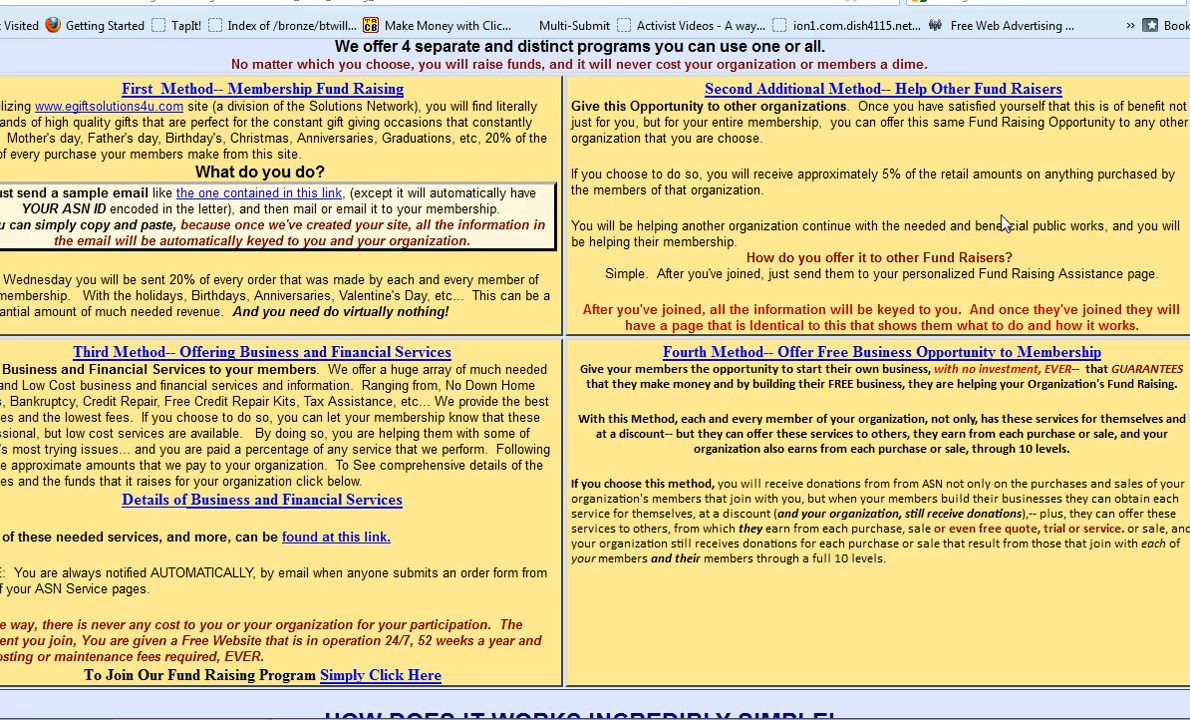 t Visited Getting Started TapIt! Index of /bronze/btwill... Make Money with Clic... Multi-Submit Activist Videos - A way... ion1.com.dish4115.net... Free Web Advertising ... » Book
We offer 4 separate and distinct programs you can use one or all.
No matter which you choose, you will raise funds, and it will never cost your organization or members a dime.
First Method-- Membership Fund Raising
ilizing www.egiftsolutions4u.com site (a division of the Solutions Network), you will find literally
ands of high quality gifts that are perfect for the constant gift giving occasions that constantly
Mother's day, Father's day, Birthday's, Christmas, Anniversaries, Graduations, etc, 20% of the
of every purchase your members make from this site.
What do you do?
ust send a sample email like the one contained in this link, (except it will automatically have
YOUR ASN ID encoded in the letter), and then mail or email it to your membership.
u can simply copy and paste, because once we've created your site, all the information in
the email will be automatically keyed to you and your organization.
Wednesday you will be sent 20% of every order that was made by each and every member of
membership. With the holidays, Birthdays, Anniversaries, Valentine's Day, etc... This can be a
antial amount of much needed revenue. And you need do virtually nothing!
Second Additional Method-- Help Other Fund Raisers
Give this Opportunity to other organizations. Once you have satisfied yourself that this is of benefit not
just for you, but for your entire membership, you can offer this same Fund Raising Opportunity to any other
organization that you are choose.
If you choose to do so, you will receive approximately 5% of the retail amounts on anything purchased by
the members of that organization.
You will be helping another organization continue with the needed and beneficial public works, and you will
be helping their membership.
How do you offer it to other Fund Raisers?
Simple. After you've joined, just send them to your personalized Fund Raising Assistance page.
After you've joined, all the information will be keyed to you. And once they've joined they will
have a page that is Identical to this that shows them what to do and how it works.
Third Method-- Offering Business and Financial Services
Business and Financial Services to your members. We offer a huge array of much needed
and Low Cost business and financial services and information. Ranging from, No Down Home
s, Bankruptcy, Credit Repair, Free Credit Repair Kits, Tax Assistance, etc... We provide the best
es and the lowest fees. If you choose to do so, you can let your membership know that these
ssional, but low cost services are available. By doing so, you are helping them with some of
's most trying issues... and you are paid a percentage of any service that we perform. Following
e approximate amounts that we pay to your organization. To See comprehensive details of the
es and the funds that it raises for your organization click below.
Details of Business and Financial Services
of these needed services, and more, can be found at this link.
E: You are always notified AUTOMATICALLY, by email when anyone submits an order form from
f your ASN Service pages.
e way, there is never any cost to you or your organization for your participation. The
ent you join, You are given a Free Website that is in operation 24/7, 52 weeks a year and
osting or maintenance fees required, EVER.
To Join Our Fund Raising Program Simply Click Here
Fourth Method-- Offer Free Business Opportunity to Membership
Give your members the opportunity to start their own business, with no investment, EVER-- that GUARANTEES
that they make money and by building their FREE business, they are helping your Organization's Fund Raising.
With this Method, each and every member of your organization, not only, has these services for themselves and
at a discount-- but they can offer these services to others, they earn from each purchase or sale, and your
organization also earns from each purchase or sale, through 10 levels.
If you choose this method, you will receive donations from from ASN not only on the purchases and sales of your
organization's members that join with you, but when your members build their businesses they can obtain each
service for themselves, at a discount (and your organization, still receive donations),-- plus, they can offer these
services to others, from which they earn from each purchase, sale or even free quote, trial or service. or sale, and
your organization still receives donations for each purchase or sale that result from those that join with each of
your members and their members through a full 10 levels.
HOW DOES IT WORKS INCREDIBLY SIMPLE!